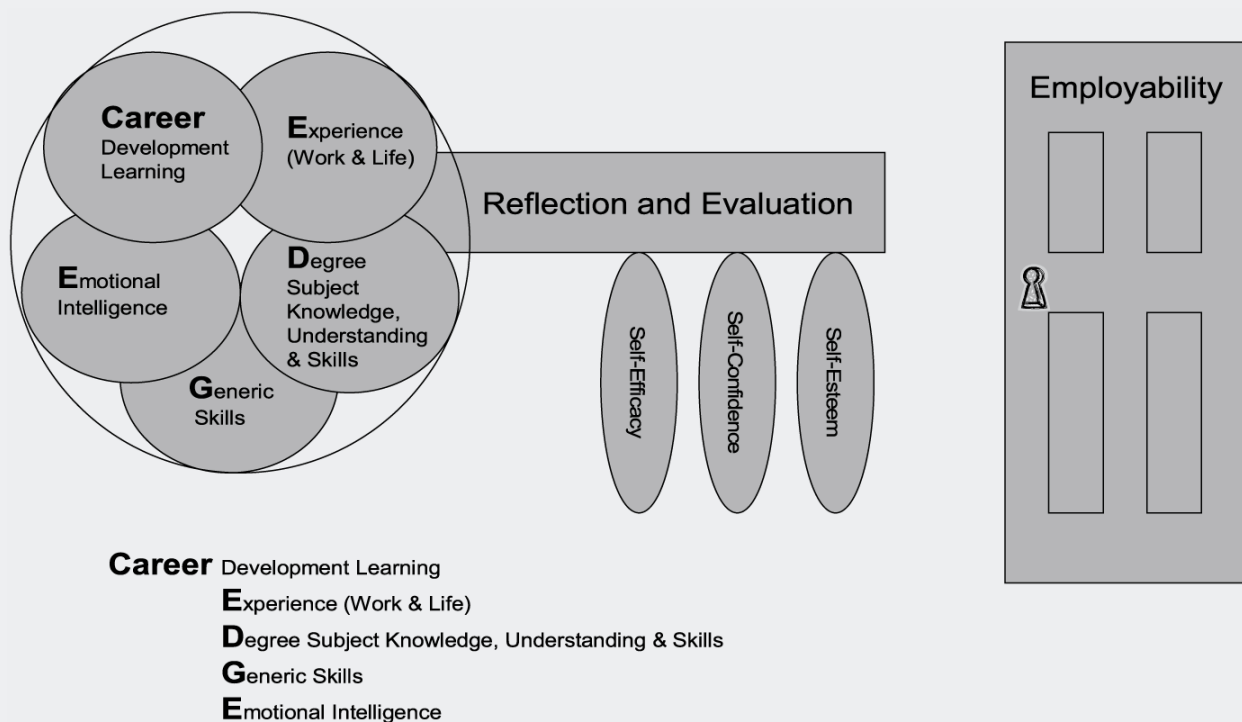 Career
Development
Learning
Experience
(Work & Life)
Emotional
Intelligence
Degree
Subject
Knowledge,
Understanding
& Skills
Generic
Skills
Reflection and Evaluation
Self-Efficacy
Self-Confidence
Self-Esteem
Employability
Career Development Learning
Experience (Work & Life)
Degree Subject Knowledge, Understanding & Skills
Generic Skills
Emotional Intelligence